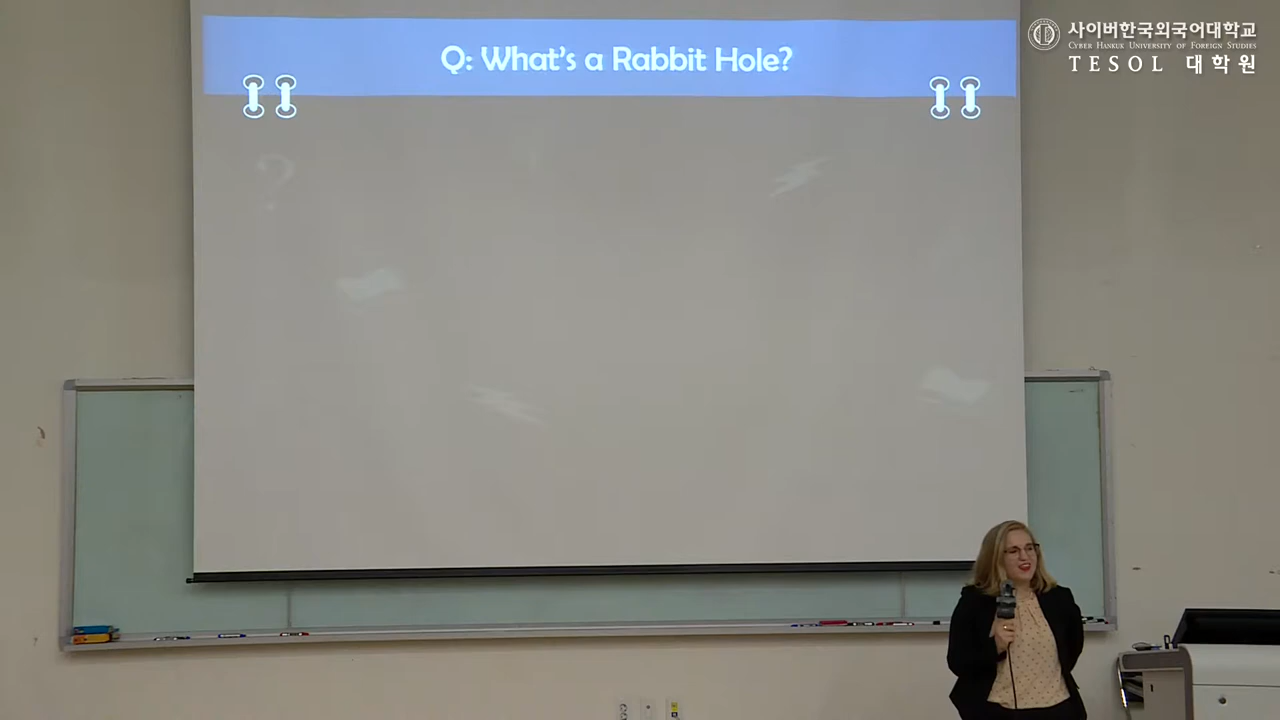 Q: What's a Rabbit Hole?
?
사이버한국외국어대학교
CYBER HANKUK UNIVERSITY OF FOREIGN STUDIES
TESOL 대학원